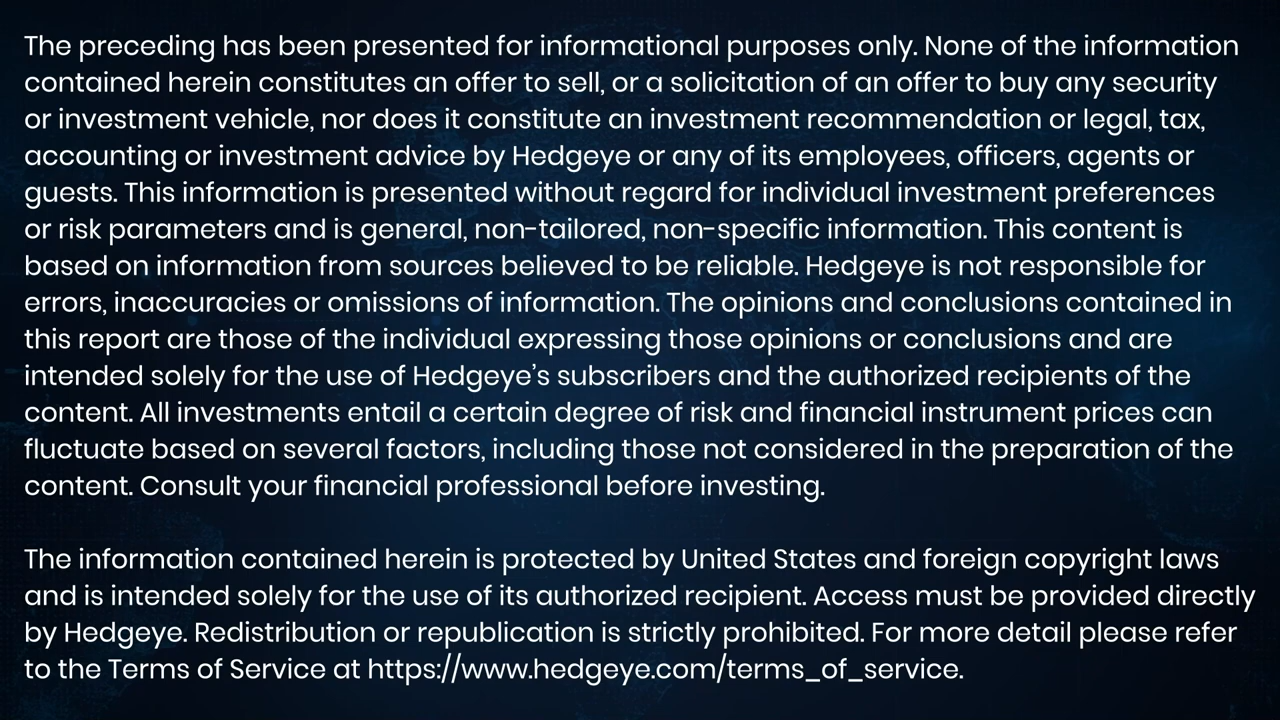 The preceding has been presented for informational purposes only. None of the information
contained herein constitutes an offer to sell, or a solicitation of an offer to buy any security
or investment vehicle, nor does it constitute an investment recommendation or legal, tax,
accounting or investment advice by Hedgeye or any of its employees, officers, agents or
guests. This information is presented without regard for individual investment preferences
or risk parameters and is general, non-tailored, non-specific information. This content is
based on information from sources believed to be reliable. Hedgeye is not responsible for
errors, inaccuracies or omissions of information. The opinions and conclusions contained in
this report are those of the individual expressing those opinions or conclusions and are
intended solely for the use of Hedgeye’s subscribers and the authorized recipients of the
content. All investments entail a certain degree of risk and financial instrument prices can
fluctuate based on several factors, including those not considered in the preparation of the
content. Consult your financial professional before investing.
The information contained herein is protected by United States and foreign copyright laws
and is intended solely for the use of its authorized recipient. Access must be provided directly
by Hedgeye. Redistribution or republication is strictly prohibited. For more detail please refer
to the Terms of Service at https://www.hedgeye.com/terms_of_service.